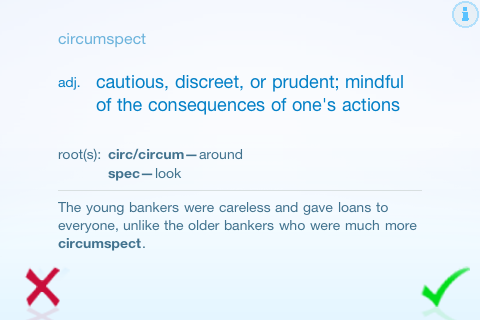 circumspect
adj. cautious, discreet, or prudent; mindful
of the consequences of one's actions
root(s): circ/circum—around
spec—look
The young bankers were careless and gave loans to
everyone, unlike the older bankers who were much more
circumspect.